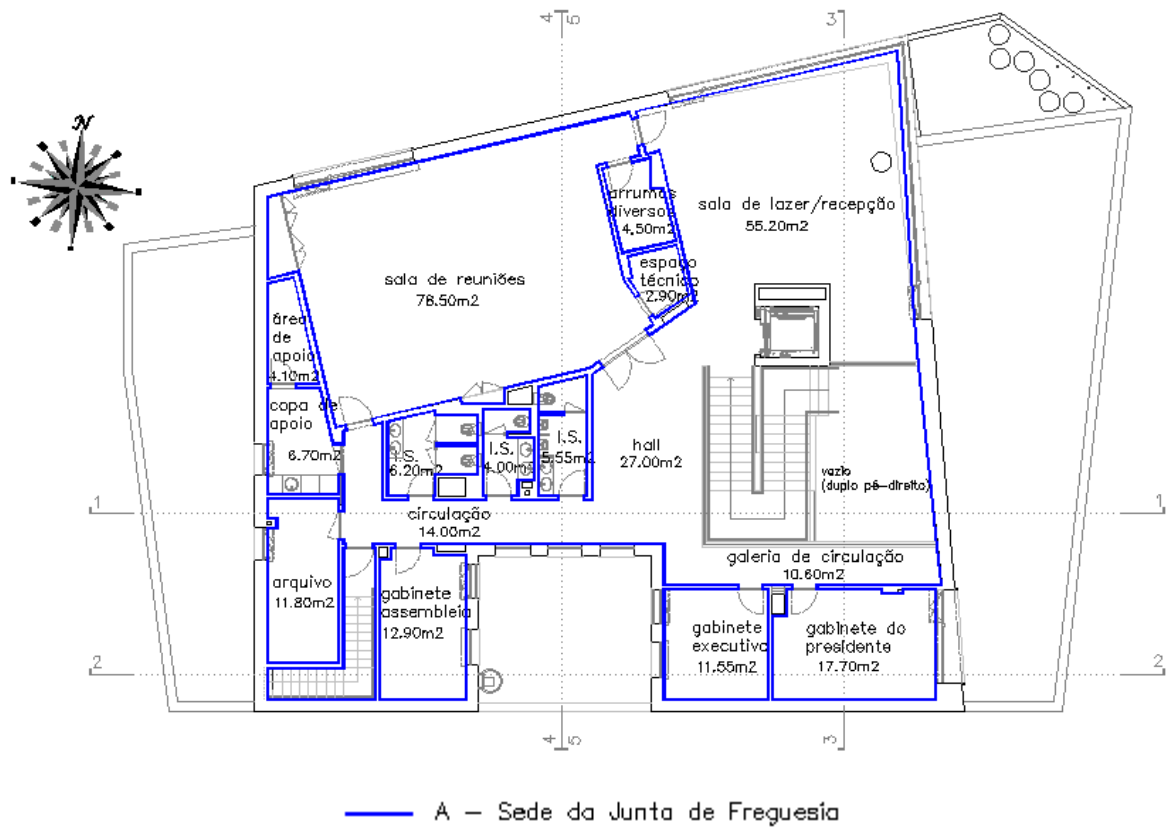 4
5
3
N
arrumos
diversos
4.50m2
sala de lazer/recepção
55.20m2
espaço
técnico
2.90m2
sala de reuniões
78.50m2
área
de
apoio
4.10m2
copa de
apoio
6.70m2
I.S.
6.20m2
I.S.
4.00m2
I.S.
5.55m2
hall
27.00m2
vazio
(duplo pé-direito)
1
1
circulação
14.00m2
galeria de circulação
10.60m2
arquivo
11.80m2
gabinete
assembleia
12.90m2
gabinete
executivo
11.55m2
gabinete do
presidente
17.70m2
2
2
4
5
3
A – Sede da Junta de Freguesia